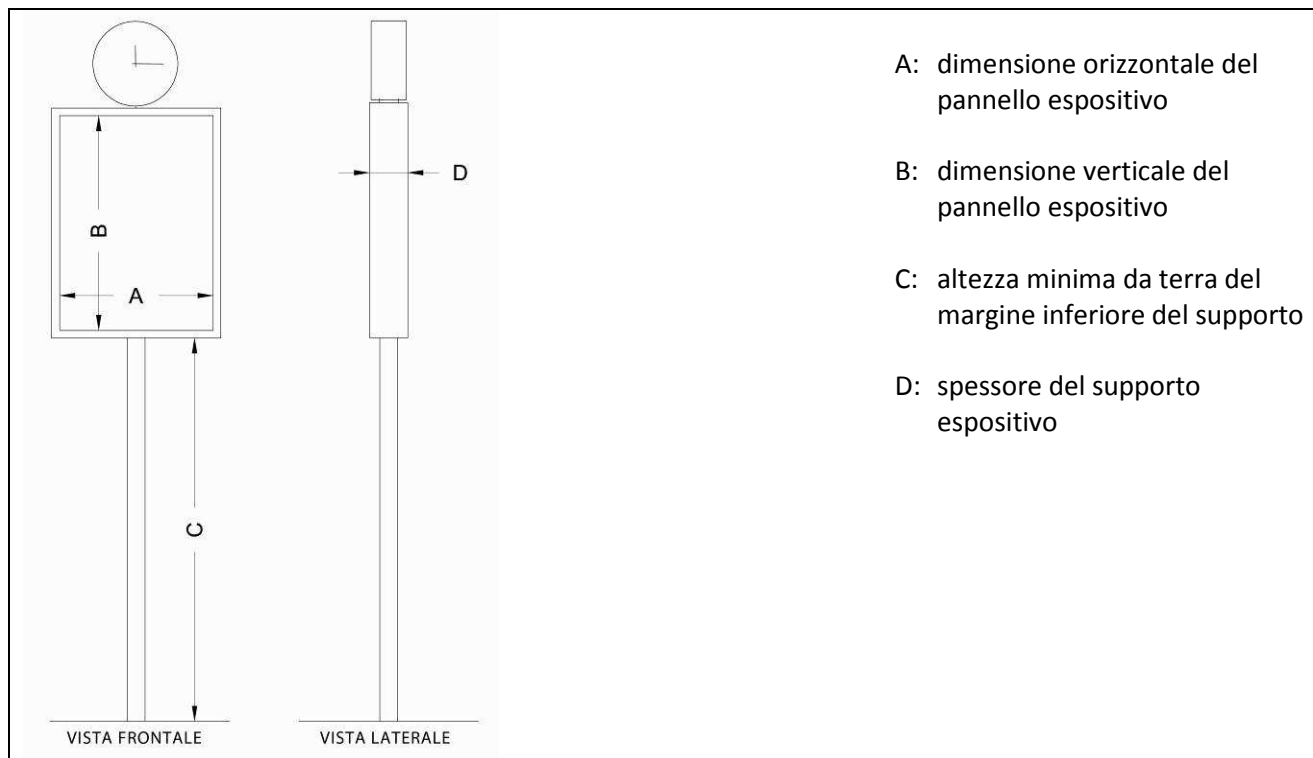 D
B
A
C
VISTA FRONTALE
VISTA LATERALE
A: dimensione orizzontale del
pannello espositivo
B: dimensione verticale del
pannello espositivo
C: altezza minima da terra del
margine inferiore del supporto
D: spessore del supporto
espositivo